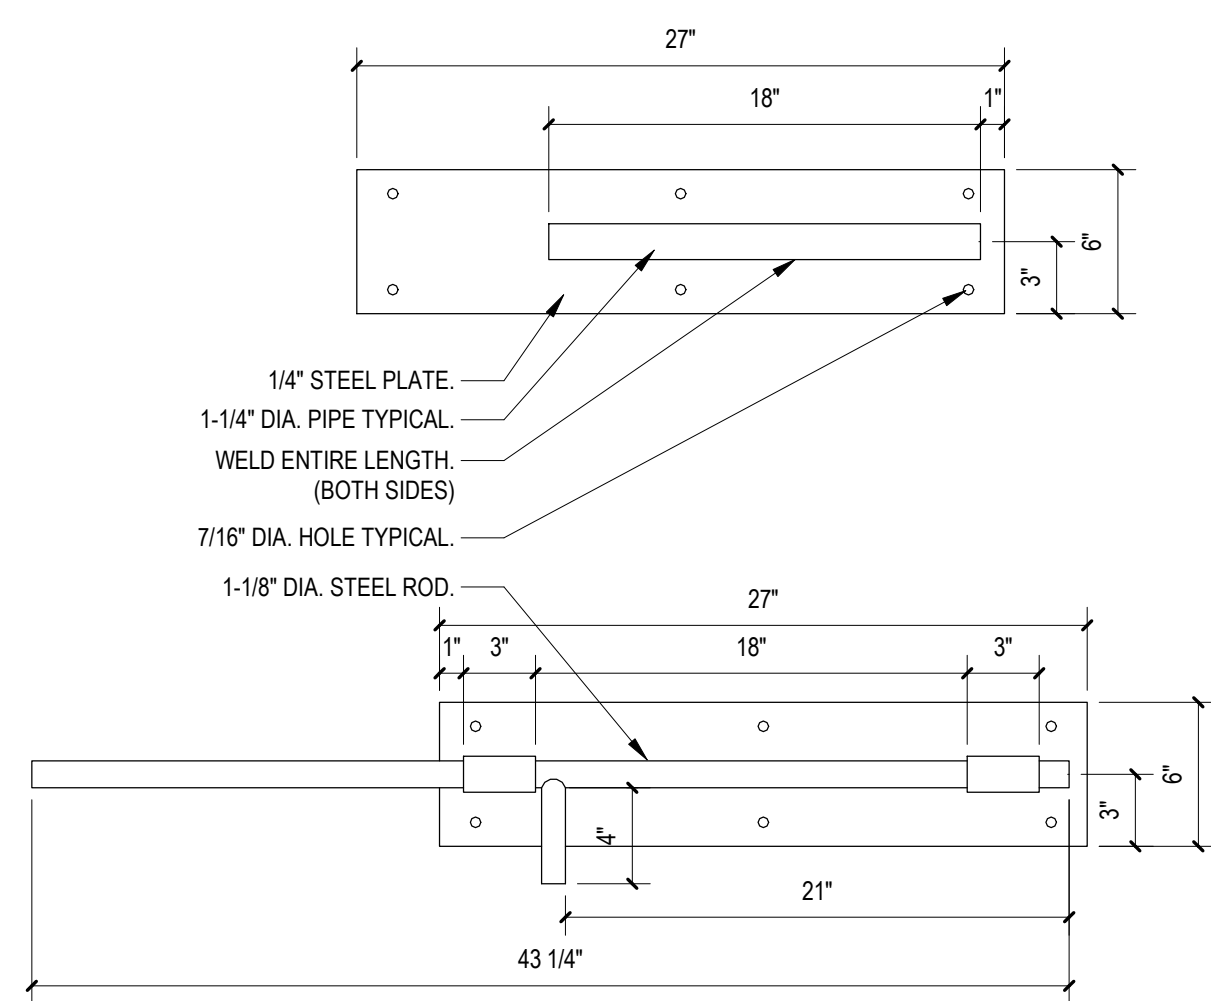 27"
18"
1"
6"
3"
1/4" STEEL PLATE.
1-1/4" DIA. PIPE TYPICAL.
WELD ENTIRE LENGTH.
(BOTH SIDES)
7/16" DIA. HOLE TYPICAL.
1-1/8" DIA. STEEL ROD.
27"
1"
3"
18"
3"
6"
3"
4"
21"
43 1/4"